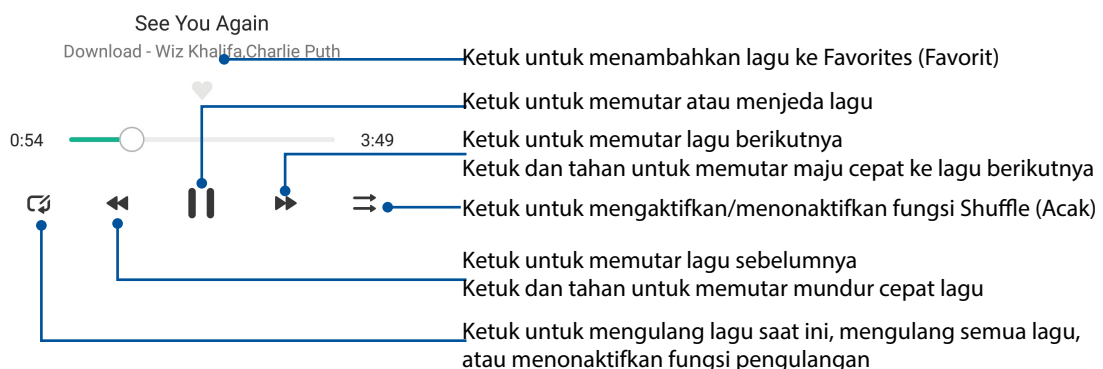 See You Again
Download - Wiz Khalifa,Charlie Puth
Ketuk untuk menambahkan lagu ke Favorites (Favorit)
Ketuk untuk memutar atau menjeda lagu
0:54
3:49
Ketuk untuk memutar lagu berikutnya
Ketuk dan tahan untuk memutar maju cepat ke lagu berikutnya
Ketuk untuk mengaktifkan/menonaktifkan fungsi Shuffle (Acak)
Ketuk untuk memutar lagu sebelumnya
Ketuk dan tahan untuk memutar mundur cepat lagu
Ketuk untuk mengulang lagu saat ini, mengulang semua lagu,
atau menonaktifkan fungsi pengulangan